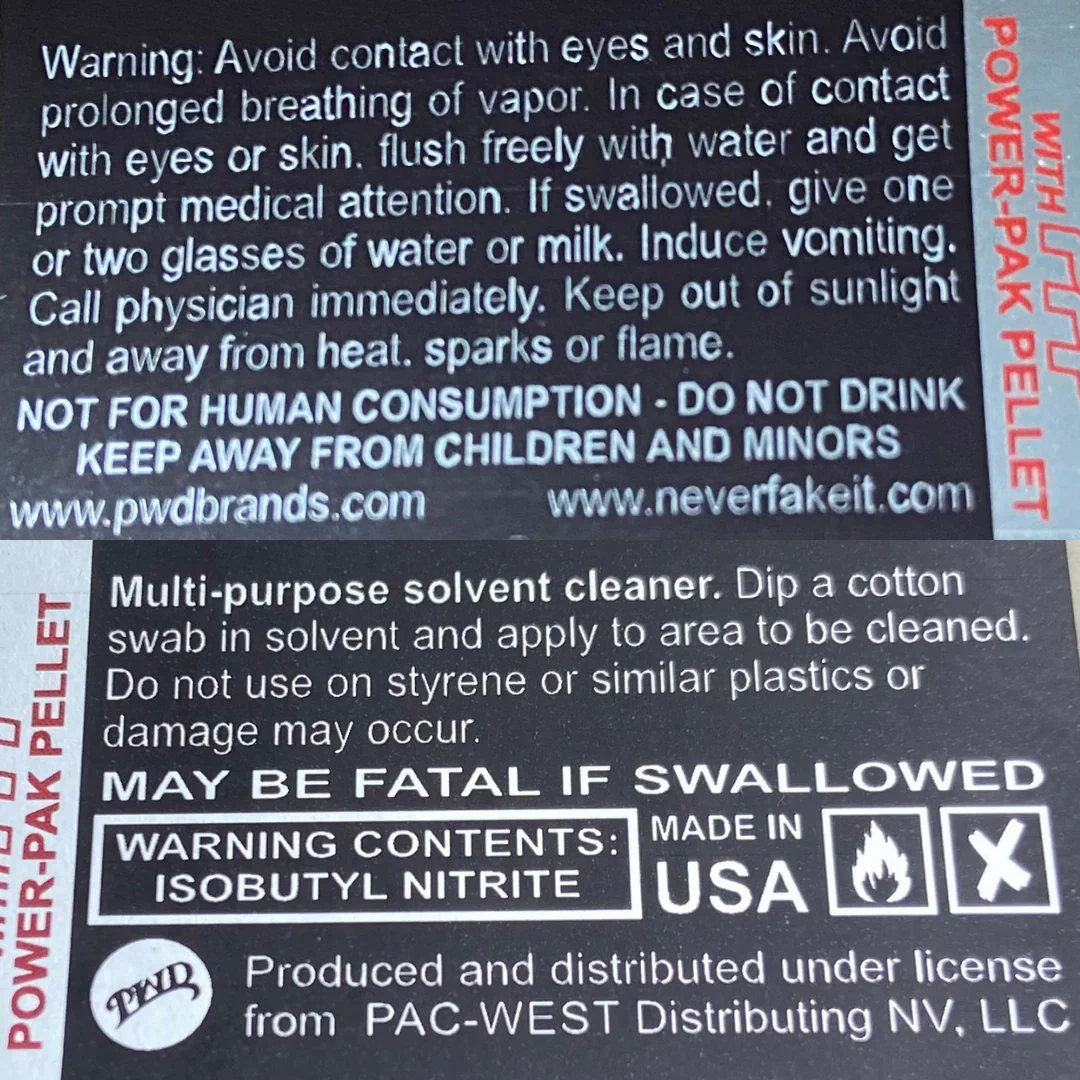 Warning: Avoid contact with eyes and skin. Avoid
prolonged breathing of vapor. In case of contact
with eyes or skin. flush freely with water and get
prompt medical attention. If swallowed, give one
or two glasses of water or milk. Induce vomiting.
Call physician immediately. Keep out of sunlight
and away from heat. sparks or flame.
NOT FOR HUMAN CONSUMPTION - DO NOT DRINK
KEEP AWAY FROM CHILDREN AND MINORS
www.pwdbrands.com www.neverfakeit.com
WITH
POWER-PAK PELLET
POWER-PAK PELLET
Multi-purpose solvent cleaner. Dip a cotton
swab in solvent and apply to area to be cleaned.
Do not use on styrene or similar plastics or
damage may occur.
MAY BE FATAL IF SWALLOWED
WARNING CONTENTS:
ISOBUTYL NITRITE
MADE IN
USA
PWD
Produced and distributed under license
from PAC-WEST Distributing NV, LLC